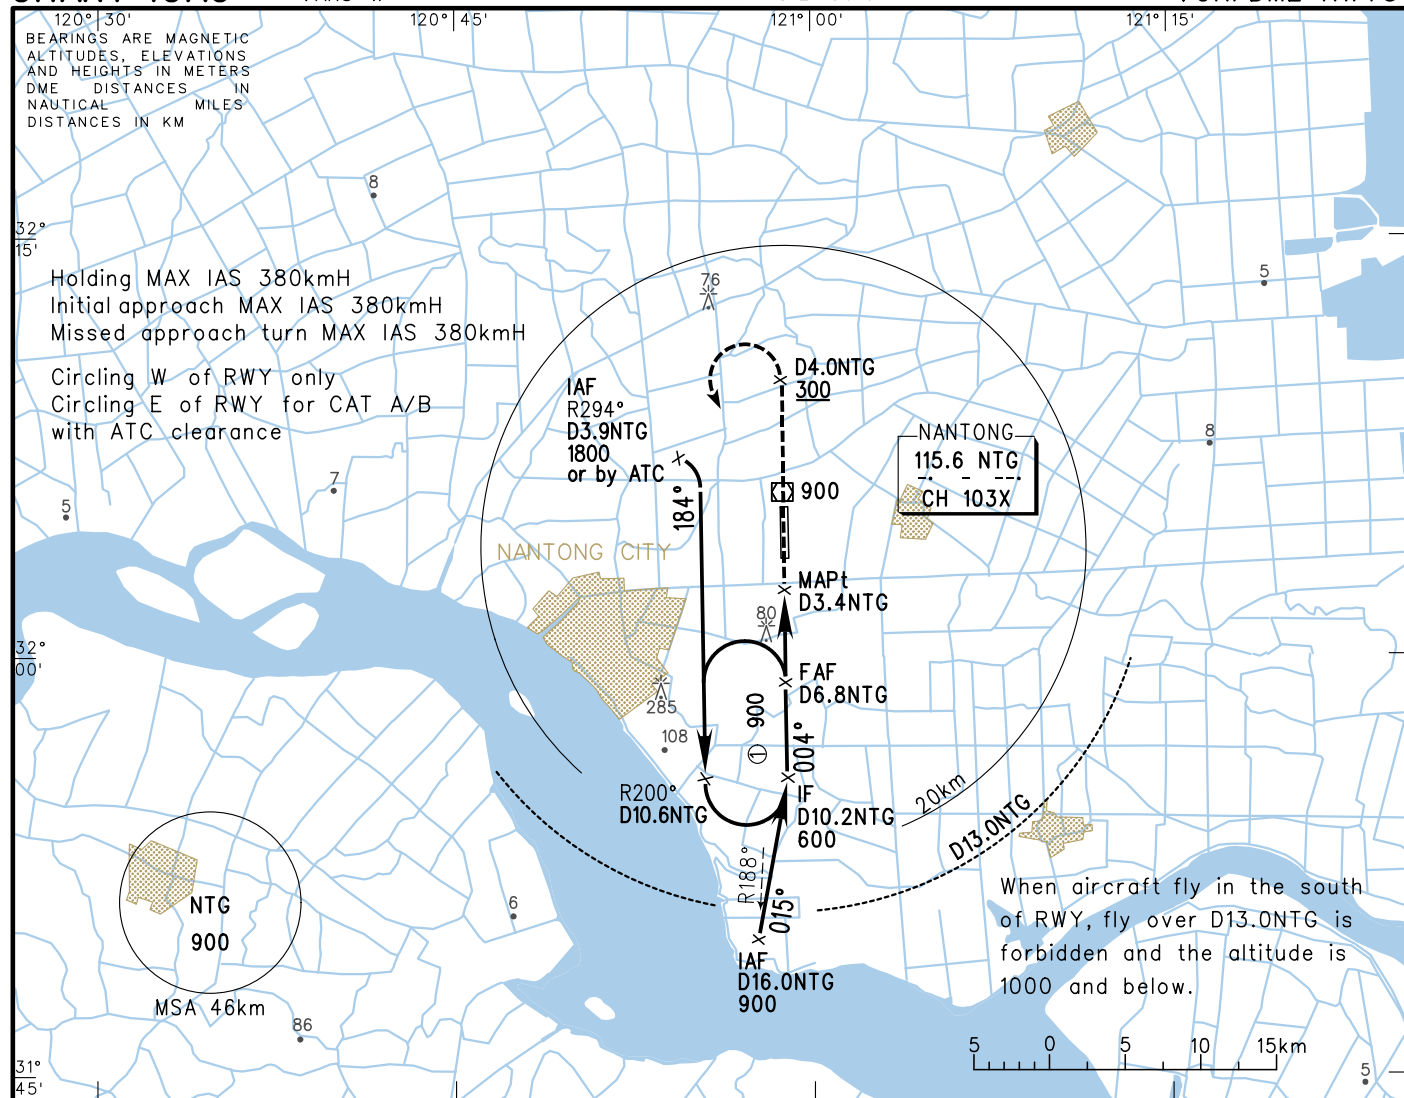 120° 30'
120° 45'
121° 00'
121° 15'
BEARINGS ARE MAGNETIC
ALTITUDES, ELEVATIONS
AND HEIGHTS IN METERS
DME DISTANCES IN
NAUTICAL MILES
DISTANCES IN KM
8
32°
15'
5
Holding MAX IAS 380kmH
Initial approach MAX IAS 380kmH
Missed approach turn MAX IAS 380kmH
76
Circling W of RWY only
Circling E of RWY for CAT A/B
with ATC clearance
D4.0NTG
300
IAF
R294°
D3.9NTG
1800
or by ATC
8
NANTONG
115.6 NTG
CH 103X
7
5
184°
900
NANTONG CITY
MAPt
D3.4NTG
80
32°
00'
FAF
D6.8NTG
285
108
900
1
004°
R200°
D10.6NTG
IF
D10.2NTG
600
20km
D13.0NTG
R188°
015°
When aircraft fly in the south
of RWY, fly over D13.0NTG is
forbidden and the altitude is
1000 and below.
NTG
900
MSA 46km
6
IAF
D16.0NTG
900
86
5 0 5 10 15km
31°
45'
5